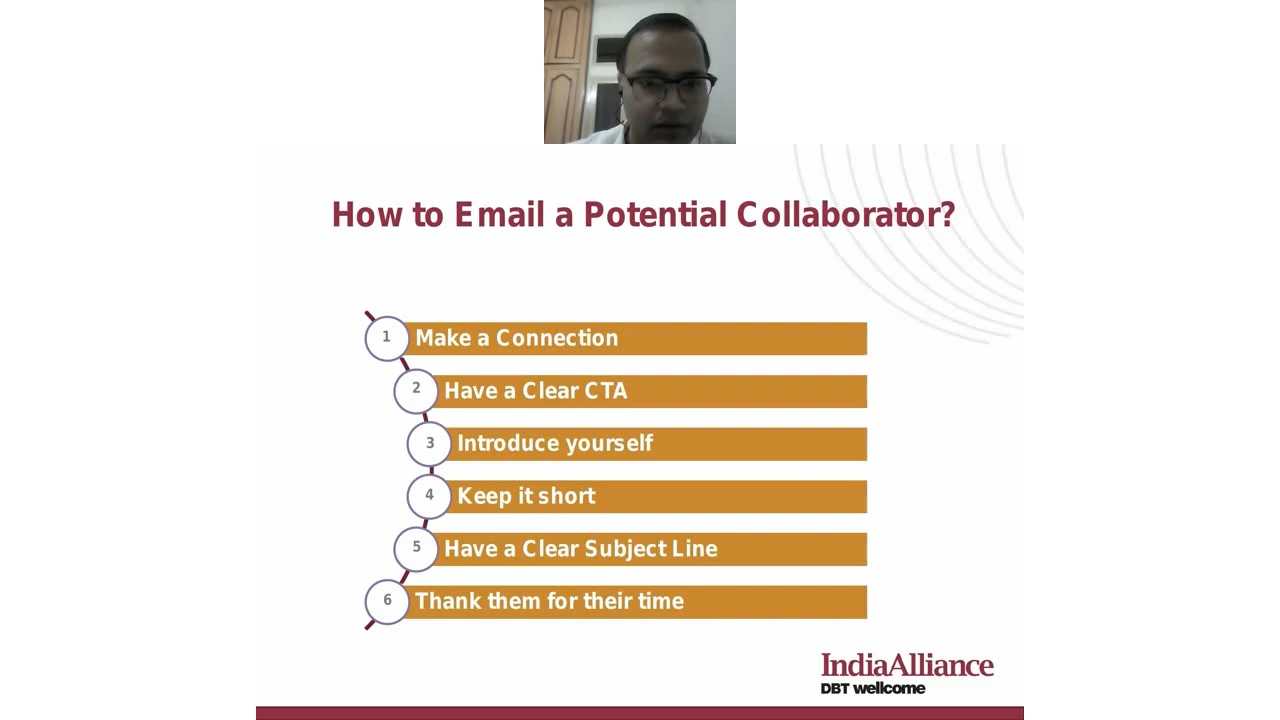 How to Email a Potential Collaborator?
1 Make a Connection
2 Have a Clear CTA
3 Introduce yourself
4 Keep it short
5 Have a Clear Subject Line
6 Thank them for their time
IndiaAlliance
DBT wellcome